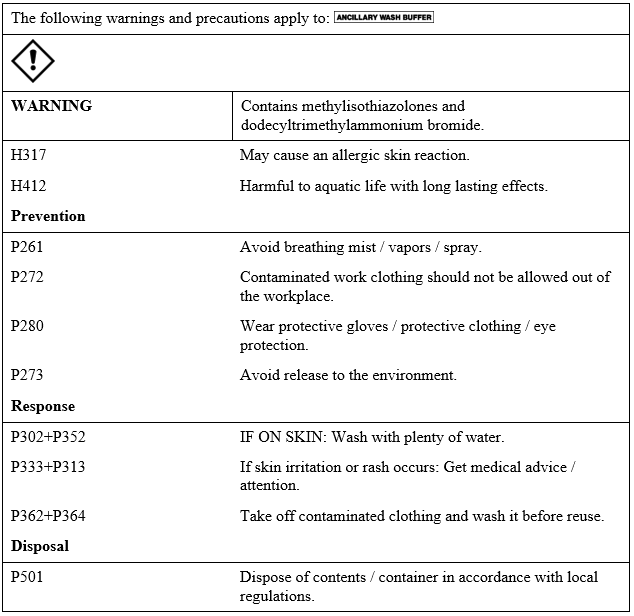 The following warnings and precautions apply to: ANCILLARY WASH BUFFER
!
WARNING
Contains methylisothiazolones and
dodecyltrimethylammonium bromide.
H317
May cause an allergic skin reaction.
H412
Harmful to aquatic life with long lasting effects.
Prevention
P261
Avoid breathing mist / vapors / spray.
P272
Contaminated work clothing should not be allowed out of
the workplace.
P280
Wear protective gloves / protective clothing / eye
protection.
P273
Avoid release to the environment.
Response
P302+P352
IF ON SKIN: Wash with plenty of water.
P333+P313
If skin irritation or rash occurs: Get medical advice /
attention.
P362+P364
Take off contaminated clothing and wash it before reuse.
Disposal
P501
Dispose of contents / container in accordance with local
regulations.